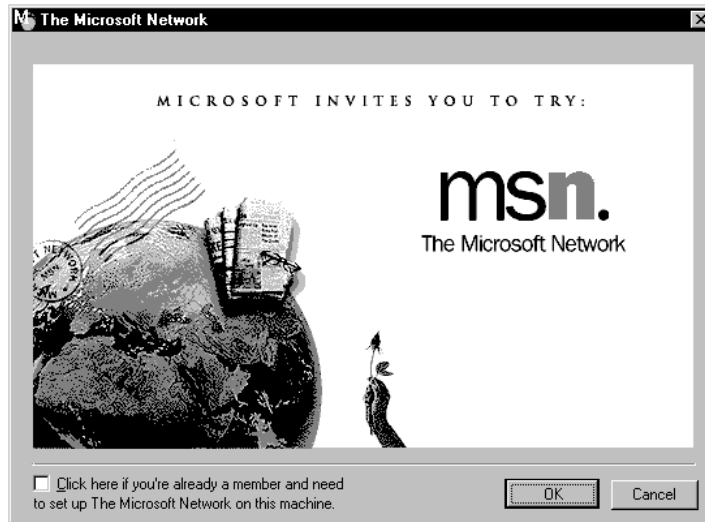 The Microsoft Network
MICROSOFT INVITES YOU TO TRY:
msn.
The Microsoft Network
Click here if you're already a member and need
to set up The Microsoft Network on this machine.
OK
Cancel